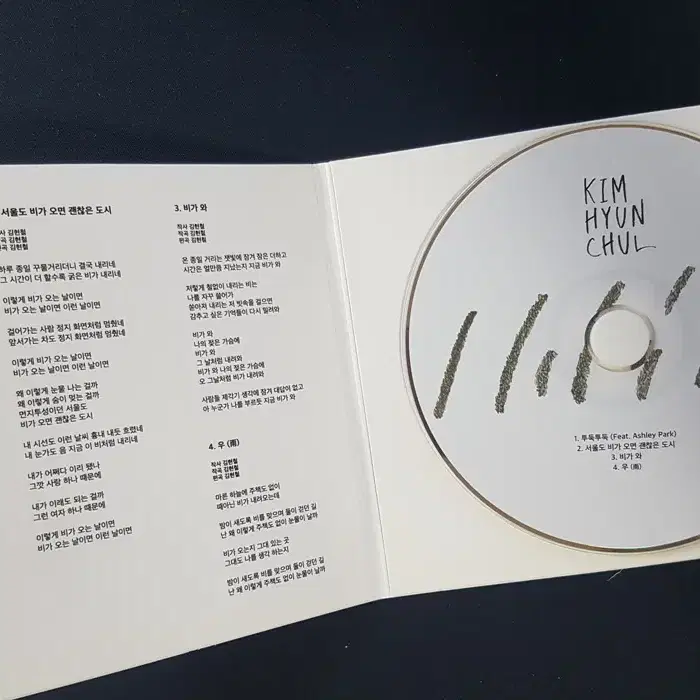 서울도 비가 오면 괜찮은 도시
작사 김현철
작곡 김현철
편곡 김현철
하루 종일 꾸물거리더니 결국 내리네
그 시간이 더 할수록 굵은 비가 내리네
이렇게 비가 오는 날이면
비가 오는 날이면 이런 날이면
걸어가는 사람 정지 화면처럼 멈췄네
앞서가는 차도 정지 화면처럼 멈췄네
이렇게 비가 오는 날이면
비가 오는 날이면 이런 날이면
왜 이렇게 눈물 나는 걸까
왜 이렇게 숨이 멎는 걸까
먼지투성이던 서울도
비가 오면 괜찮은 도시
내 시선도 이런 날씨 흉내 내듯 흐렸네
내 눈가도 음 지금 이 비처럼 내리네
내가 어쩌다 이리 됐나
그깟 사랑 하나 때문에
내가 이래도 되는 걸까
그런 여자 하나 때문에
이렇게 비가 오는 날이면
비가 오는 날이면 이런 날이면
3. 비가 와
작사 김현철
작곡 김현철
편곡 김현철
온 종일 거리는 잿빛에 잠겨 잠은 더하고
시간은 얼만큼 지났는지 지금 비가 와
저렇게 철없이 내리는 비는
나를 자꾸 쓸어가
쏟아져 내리는 저 빗속을 걸으면
감추고 싶은 기억들이 다시 밀려와
비가 와
나의 젖은 가슴에
비가 와
그 날처럼 내려와
비가 와 나의 젖은 가슴에
오 그날처럼 비가 내려와
사람들 제각기 생각에 잠겨 대답이 없고
아 누군가 나를 부르듯 지금 비가 와
4. 우 (雨)
작사 김현철
작곡 김현철
편곡 김현철
마른 하늘에 주책도 없이
때아닌 비가 내려오는데
밤이 새도록 비를 맞으며 둘이 걷던 길
난 왜 이렇게 주책도 없이 눈물이 날까
비가 오는지 그대 있는 곳
그대도 나를 생각 하는지
밤이 새도록 비를 맞으며 둘이 걷던 길
난 왜 이렇게 주책도 없이 눈물이 날까
KIM
HYUN
CHUL
1. 투둑투둑 (Feat. Ashley Park)
2. 서울도 비가 오면 괜찮은 도시
3. 비가 와
4. 우 (雨)